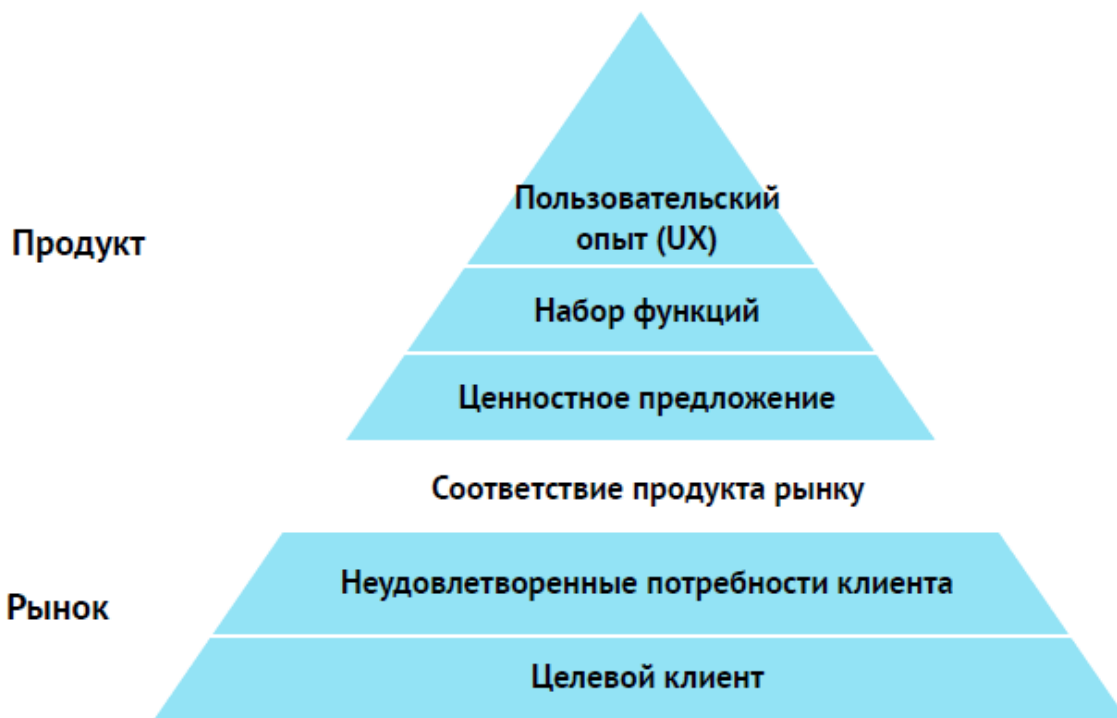 Пользовательский
опыт (UX)
Продукт
Набор функций
Ценностное предложение
Соответствие продукта рынку
Неудовлетворенные потребности клиента
Рынок
Целевой клиент